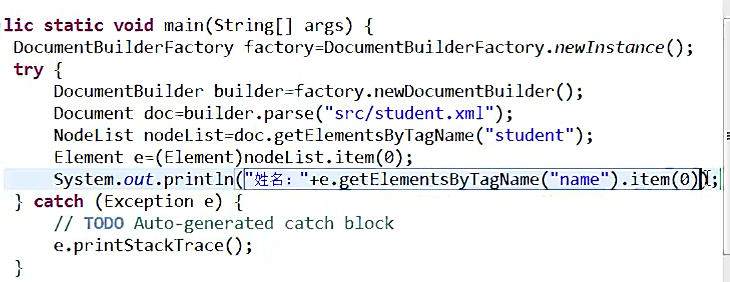 lic static void main(String[] args) {
DocumentBuilderFactory factory=DocumentBuilderFactory.newInstance();
try {
DocumentBuilder builder=factory.newDocumentBuilder();
Document doc=builder.parse("src/student.xml");
NodeList nodeList=doc.getElementsByTagName("student");
Element e=(Element)nodeList.item(0);
System.out.println("姓名："+e.getElementsByTagName("name").item(0));
} catch (Exception e) {
// TODO Auto-generated catch block
e.printStackTrace();
}